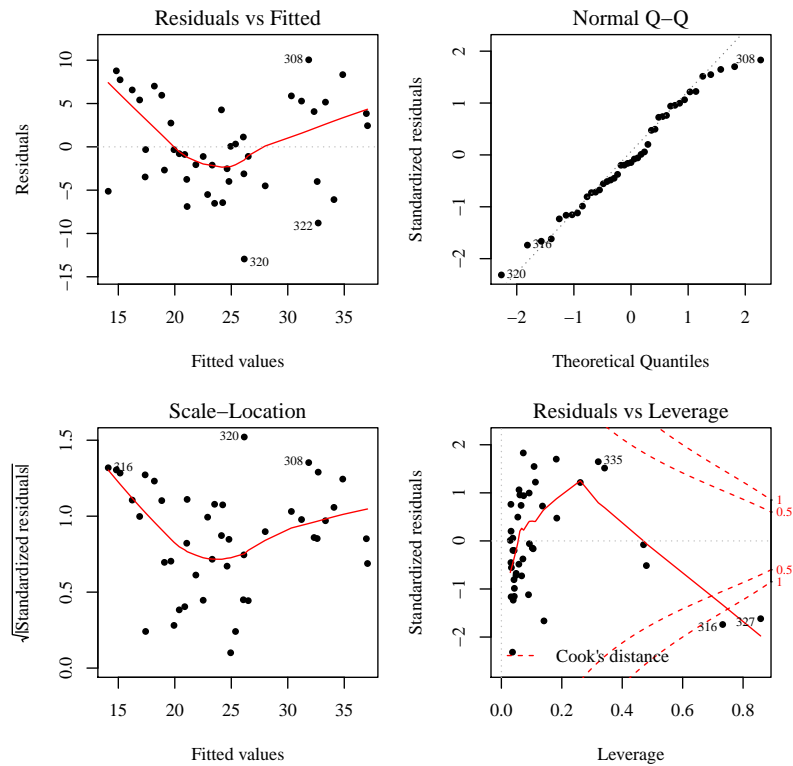 Residuals vs Fitted
Residuals
10
5
0
−5
−10
−15
308
322
320
15 20 25 30 35
Fitted values
Normal Q−Q
Standardized residuals
2
1
0
−1
−2
308
316
320
−2 −1 0 1 2
Theoretical Quantiles
Scale−Location
√|Standardized residuals|
1.5
1.0
0.5
0.0
316
320
308
15 20 25 30 35
Fitted values
Residuals vs Leverage
Standardized residuals
2
1
0
−1
−2
335
1
0.5
0.5
1
316
327
Cook's distance
0.0 0.2 0.4 0.6 0.8
Leverage